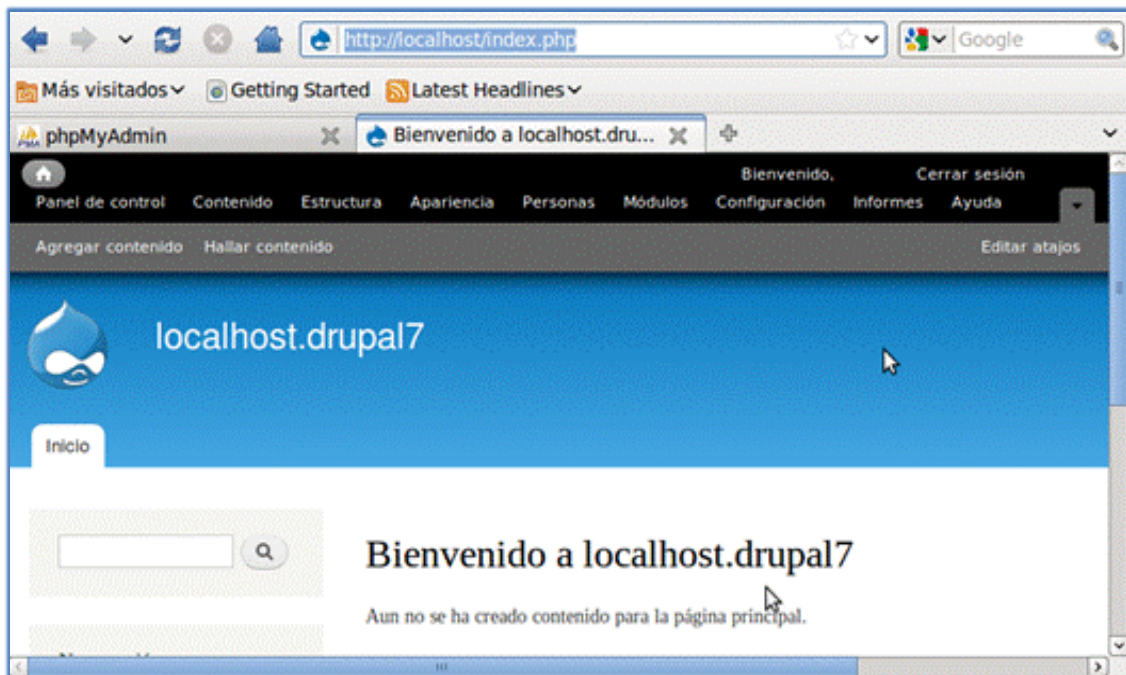 http://localhost/index.php
Google
Más visitados Getting Started Latest Headlines
phpMyAdmin Bienvenido a localhost.dru...
Bienvenido, Cerrar sesión
Panel de control Contenido Estructura Apariencia Personas Módulos Configuración Informes Ayuda
Agregar contenido Hallar contenido Editar atajos
localhost.drupal7
Inicio
Bienvenido a localhost.drupal7
Aun no se ha creado contenido para la página principal.